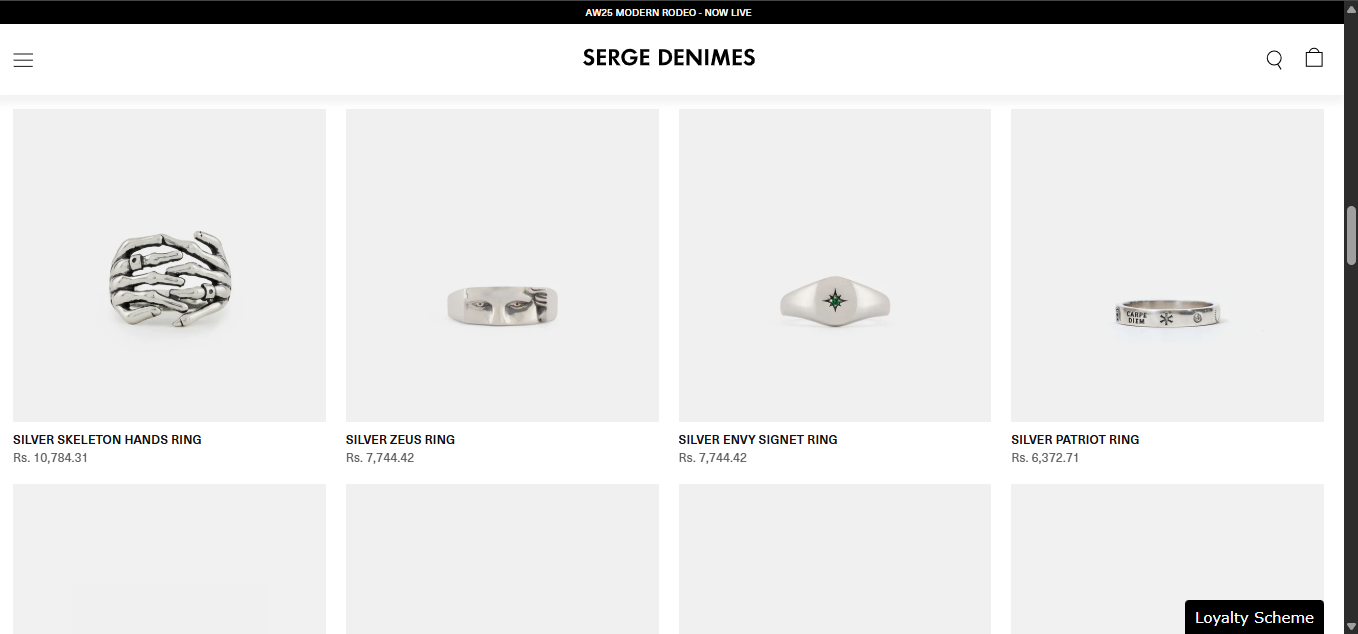 AW25 MODERN RODEO - NOW LIVE
SERGE DENIMES
CARPE
DIEM
SILVER SKELETON HANDS RING
Rs. 10,784.31
SILVER ZEUS RING
Rs. 7,744.42
SILVER ENVY SIGNET RING
Rs. 7,744.42
SILVER PATRIOT RING
Rs. 6,372.71
Loyalty Scheme